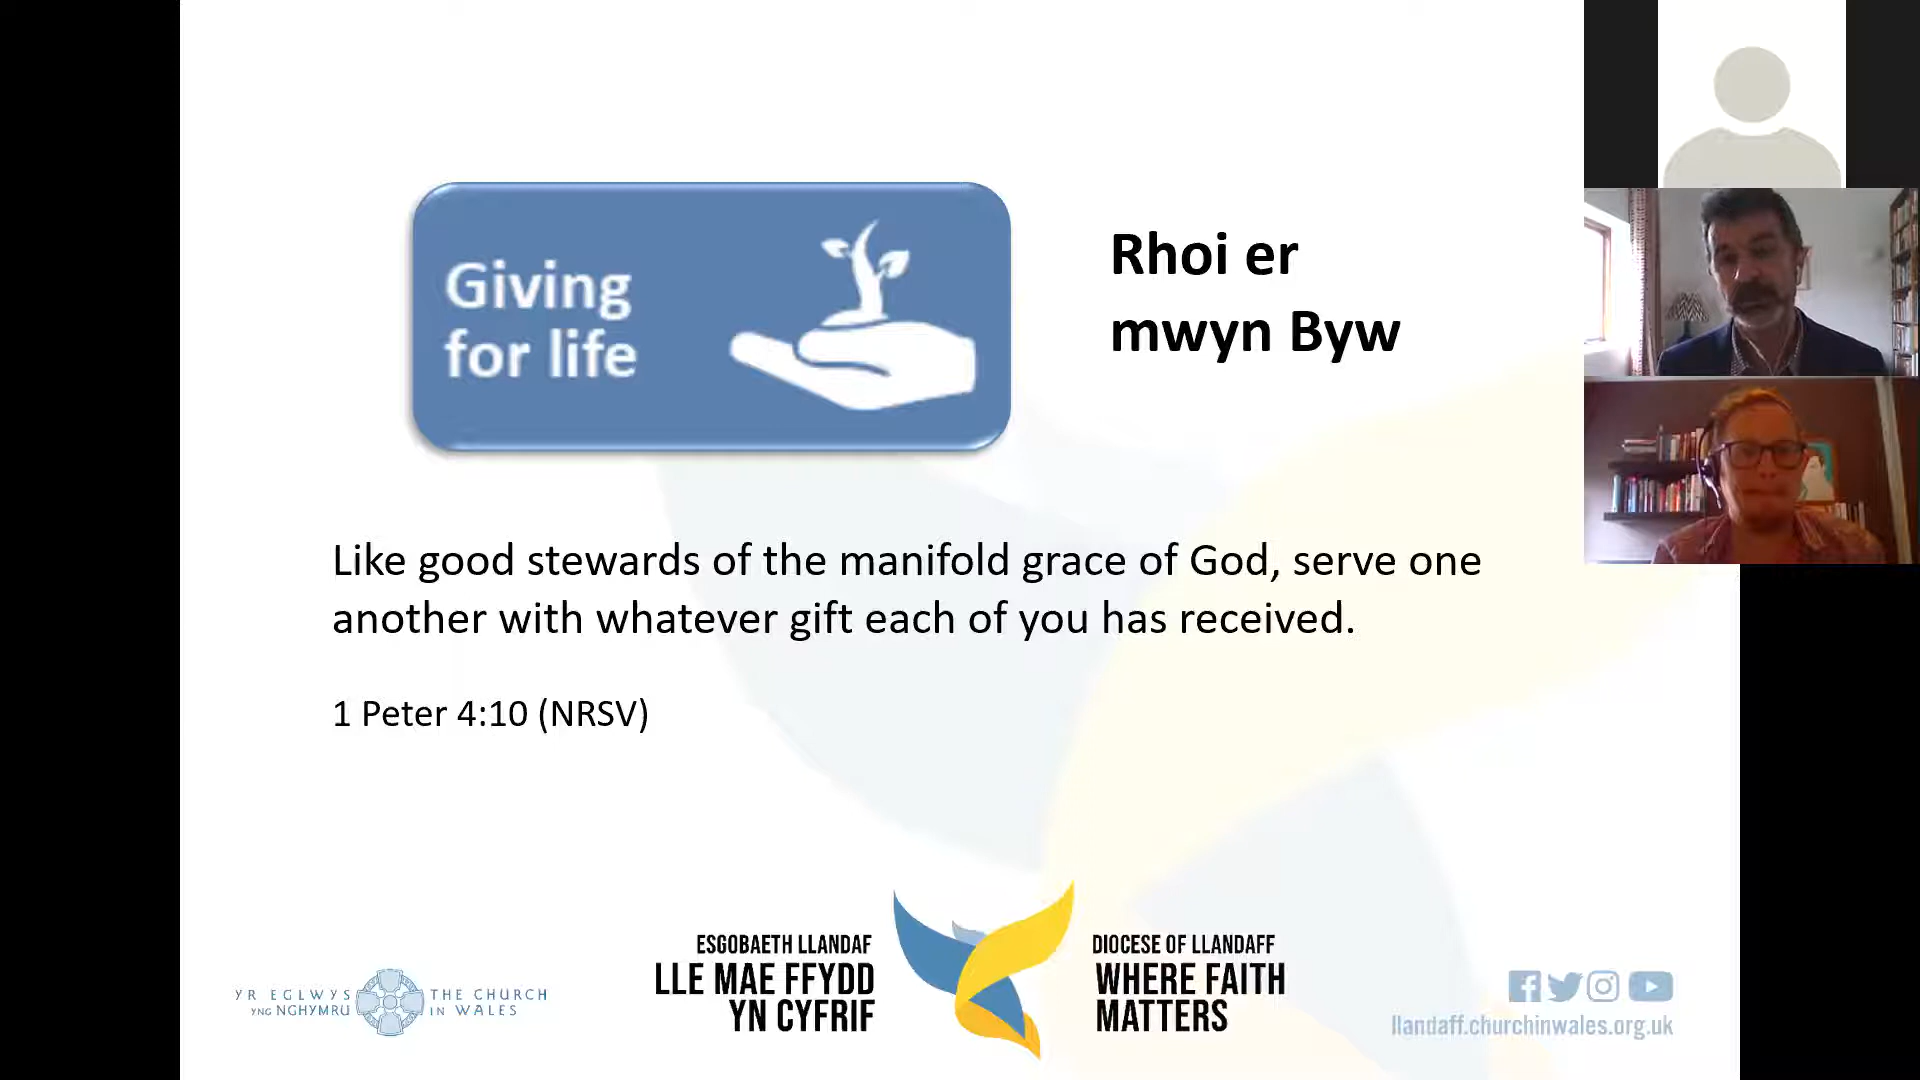 Giving
for life
Rhoi er
mwyn Byw
Like good stewards of the manifold grace of God, serve one
another with whatever gift each of you has received.
1 Peter 4:10 (NRSV)
YR EGLWYS
YNG NGHYMRU
THE CHURCH
IN WALES
ESGOBAETH LLANDAF
LLE MAE FFYDD
YN CYFRIF
DIOCESE OF LLANDAFF
WHERE FAITH
MATTERS
llandaff.churchinwales.org.uk